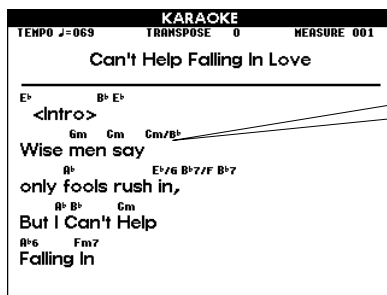 KARAOKE
TEMPO ♩=069 TRANSPOSE 0 MEASURE 001
Can't Help Falling In Love
E♭ B♭ E♭
<Intro>
Gm Cm Cm/B♭
Wise men say
A♭ E♭/G B♭7/F B♭7
only fools rush in,
A♭ B♭ Cm
But I Can't Help
A♭6 Fm7
Falling In